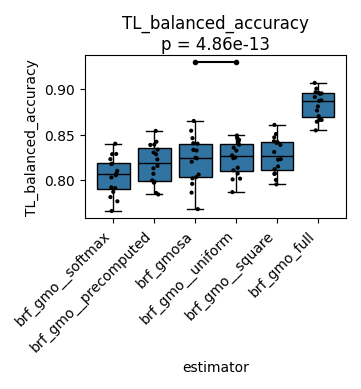 TL_balanced_accuracy
p = 4.86e-13
TL_balanced_accuracy
0.90
0.85
0.80
brf_gmo__softmax
brf_gmo__precomputed
brf_gmosa
brf_gmo__uniform
brf_gmo__square
brf_gmo_full
estimator